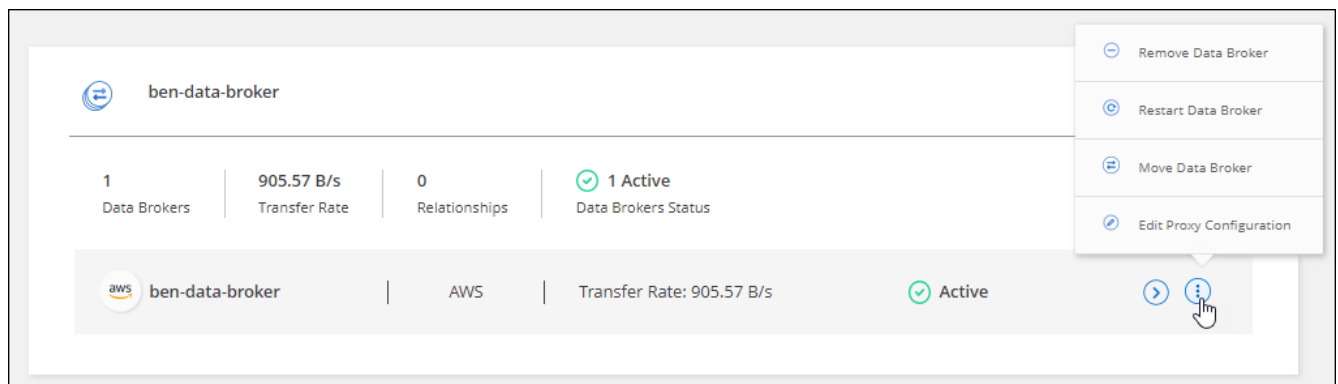 ben-data-broker
1 905.57 B/s 0 1 Active
Data Brokers Transfer Rate Relationships Data Brokers Status
aws ben-data-broker AWS Transfer Rate: 905.57 B/s Active
Remove Data Broker
Restart Data Broker
Move Data Broker
Edit Proxy Configuration